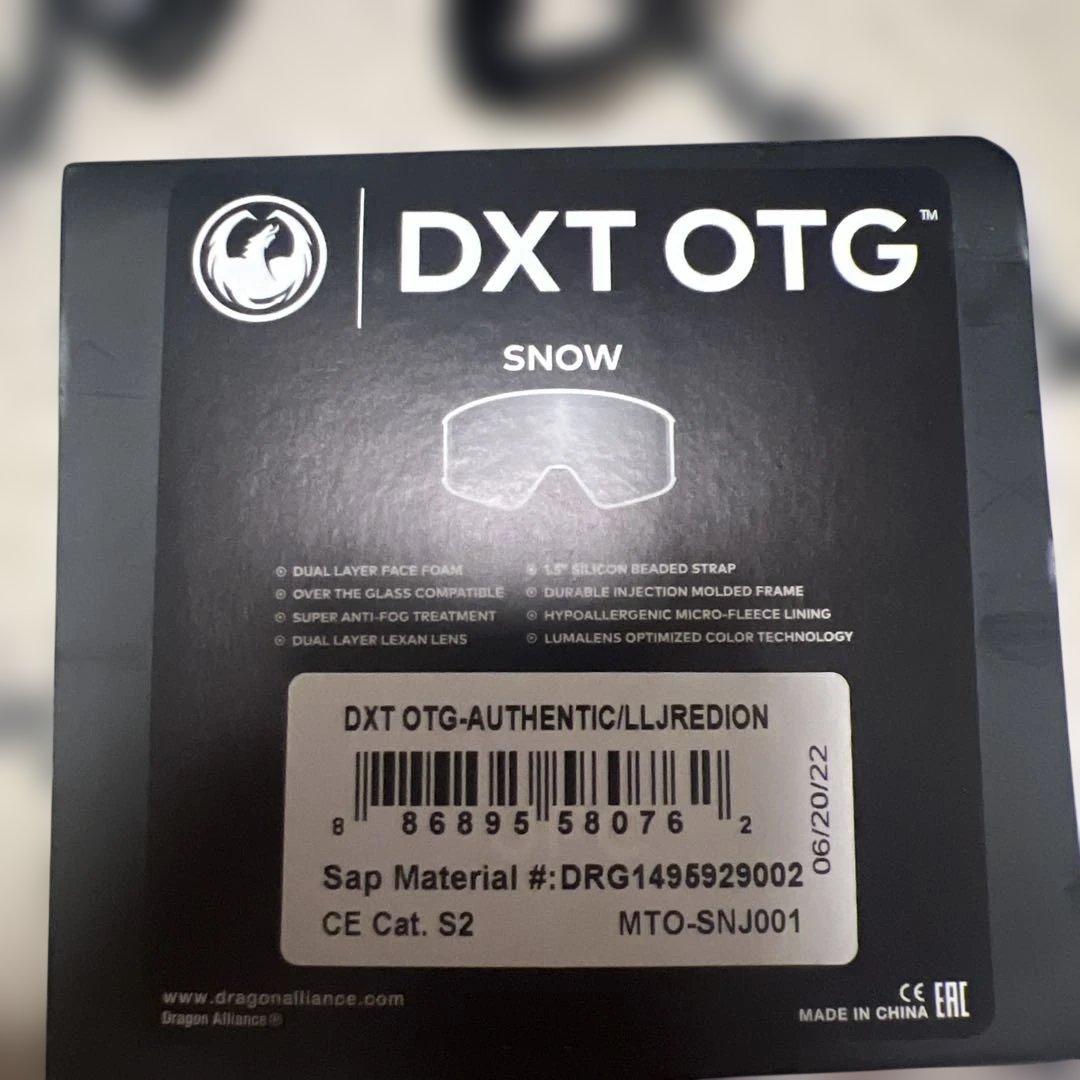 DXT OTG™
SNOW
DUAL LAYER FACE FOAM
OVER THE GLASS COMPATIBLE
SUPER ANTI-FOG TREATMENT
DUAL LAYER LEXAN LENS
1.5" SILICON BEADED STRAP
DURABLE INJECTION MOLDED FRAME
HYPOALLERGENIC MICRO-FLEECE LINING
LUMALENS OPTIMIZED COLOR TECHNOLOGY
DXT OTG-AUTHENTIC/LLJREDION
8 86895 58076 2
06/20/22
Sap Material #:DRG1495929002
CE Cat. S2 MTO-SNJ001
www.dragonalliance.com
Dragon Alliance®
CE EAC
MADE IN CHINA